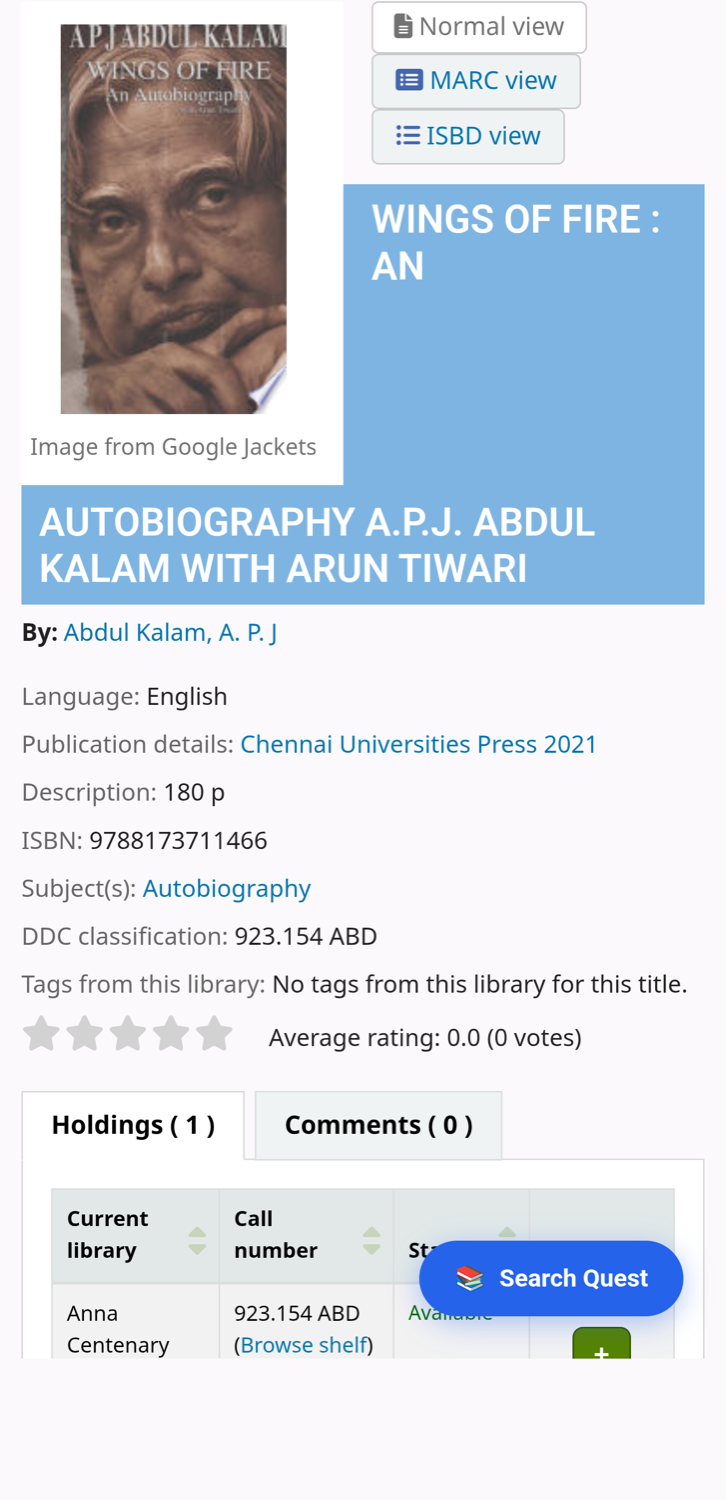 A P J ABDUL KALAM
WINGS OF FIRE
An Autobiography
Normal view
MARC view
ISBD view
WINGS OF FIRE :
AN
Image from Google Jackets
AUTOBIOGRAPHY A.P.J. ABDUL
KALAM WITH ARUN TIWARI
By: Abdul Kalam, A. P. J
Language: English
Publication details: Chennai Universities Press 2021
Description: 180 p
ISBN: 9788173711466
Subject(s): Autobiography
DDC classification: 923.154 ABD
Tags from this library: No tags from this library for this title.
Average rating: 0.0 (0 votes)
Holdings ( 1 ) Comments ( 0 )
Current
library
Call
number
Search Quest
Anna
Centenary
923.154 ABD
(Browse shelf)
Available
+